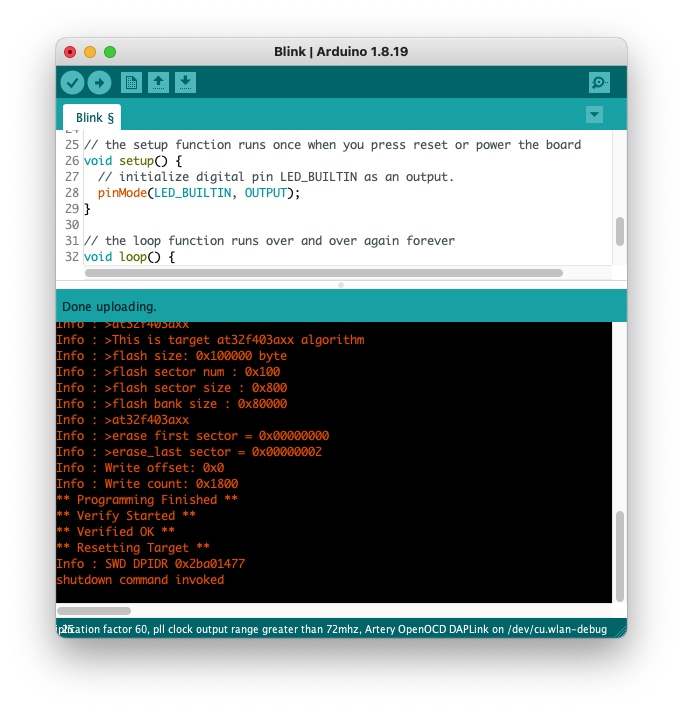 Blink | Arduino 1.8.19
Blink §
24
25 // the setup function runs once when you press reset or power the board
26 void setup() {
27 // initialize digital pin LED_BUILTIN as an output.
28 pinMode(LED_BUILTIN, OUTPUT);
29 }
30
31 // the loop function runs over and over again forever
32 void loop() {
Done uploading.
Info : >at32f403axx
Info : >This is target at32f403axx algorithm
Info : >flash size: 0x100000 byte
Info : >flash sector num : 0x100
Info : >flash sector size : 0x800
Info : >flash bank size : 0x80000
Info : >at32f403axx
Info : >erase first sector = 0x00000000
Info : >erase_last sector = 0x00000002
Info : Write offset: 0x0
Info : Write count: 0x1800
** Programming Finished **
** Verify Started **
** Verified OK **
** Resetting Target **
Info : SWD DPIDR 0x2ba01477
shutdown command invoked
factor 60, pll clock output range greater than 72mhz, Artery OpenOCD DAPLink on /dev/cu.wlan-debug